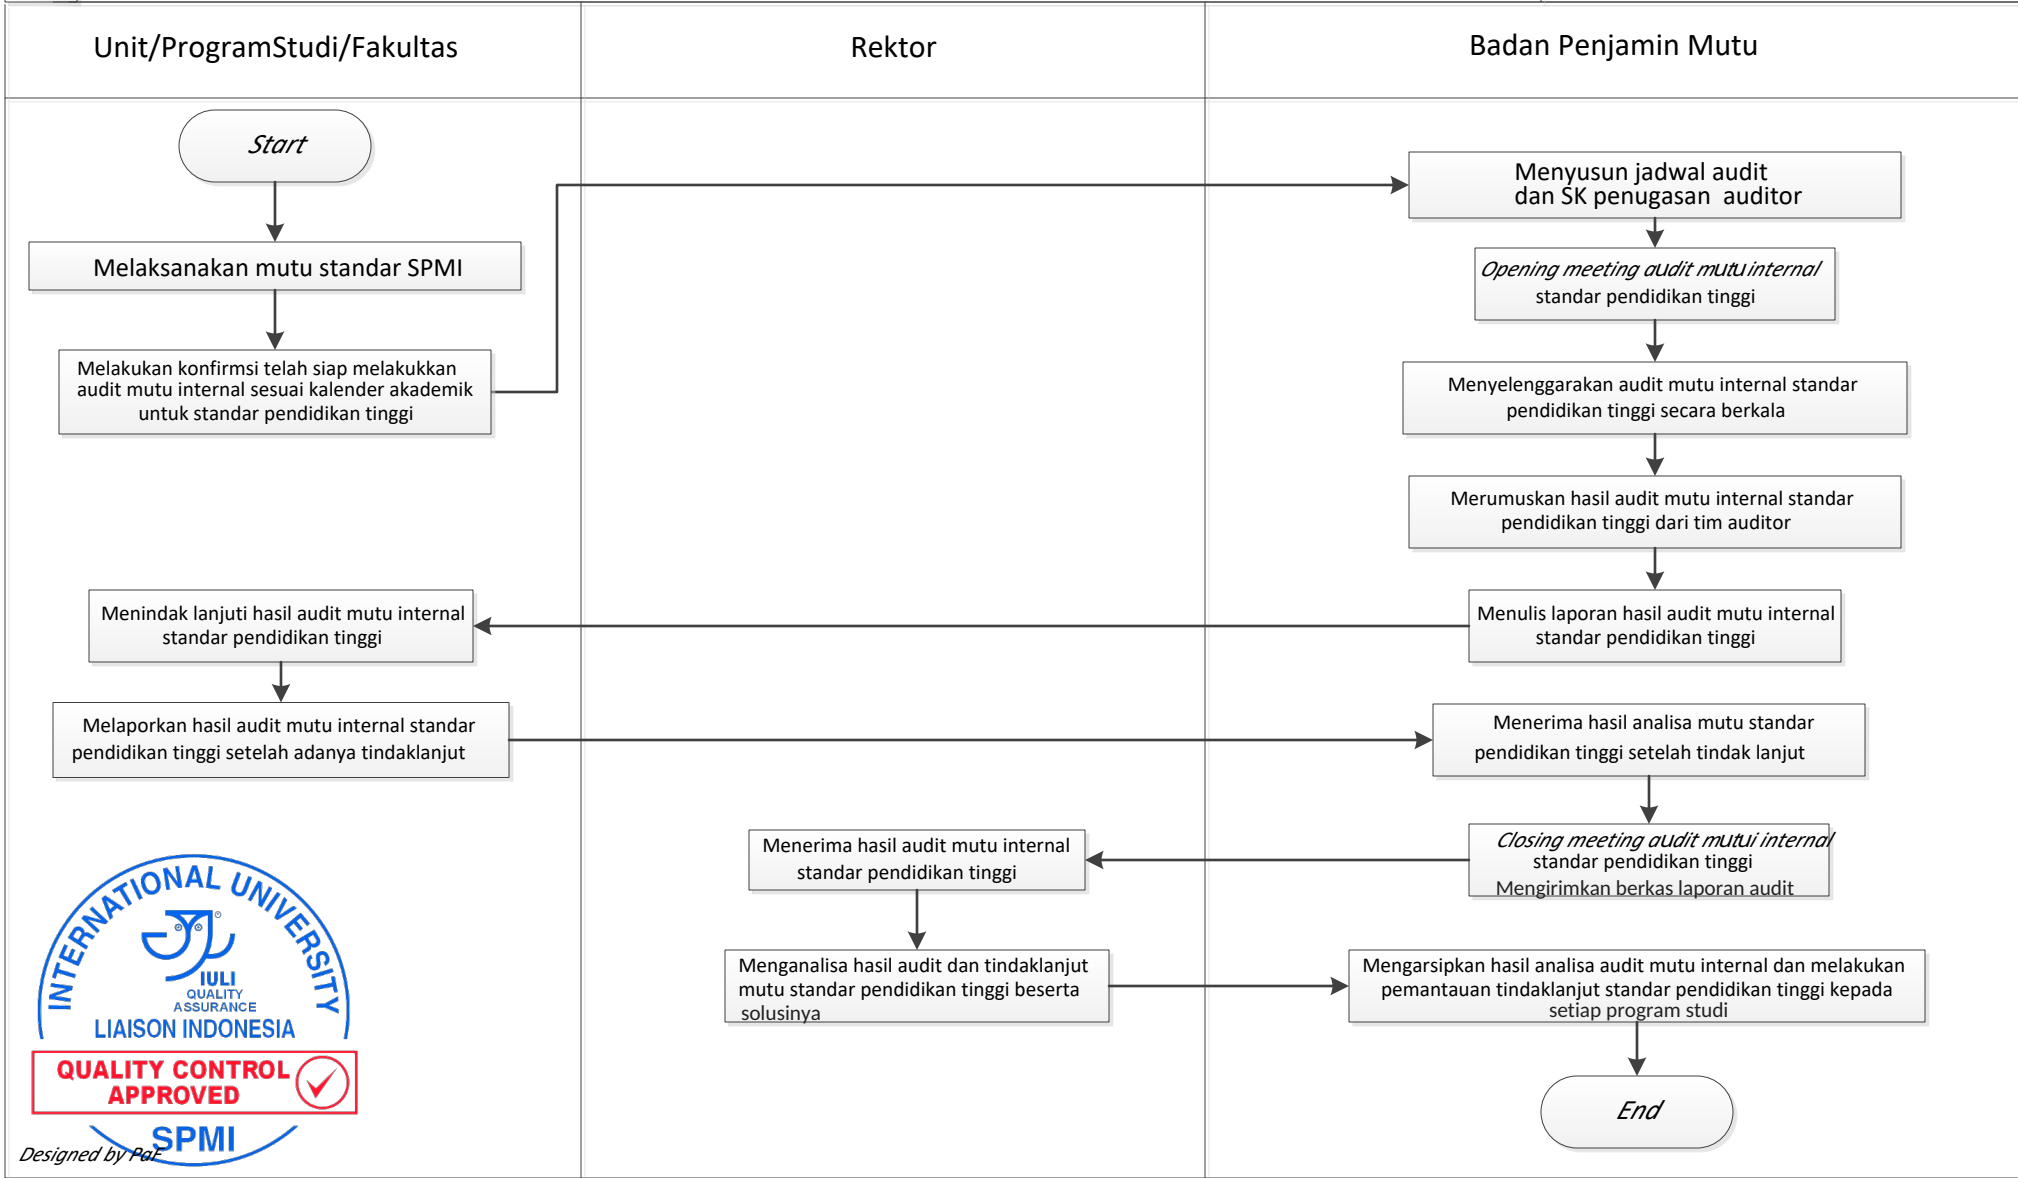 Unit/ProgramStudi/Fakultas
Rektor
Badan Penjamin Mutu
Start
Melaksanakan mutu standar SPMI
Melakukan konfirmsi telah siap melakukkan
audit mutu internal sesuai kalender akademik
untuk standar pendidikan tinggi
Menyusun jadwal audit
dan SK penugasan auditor
Opening meeting audit mutu internal
standar pendidikan tinggi
Menyelenggarakan audit mutu internal standar
pendidikan tinggi secara berkala
Merumuskan hasil audit mutu internal standar
pendidikan tinggi dari tim auditor
Menulis laporan hasil audit mutu internal
standar pendidikan tinggi
Menindak lanjuti hasil audit mutu internal
standar pendidikan tinggi
Melaporkan hasil audit mutu internal standar
pendidikan tinggi setelah adanya tindaklanjut
Menerima hasil analisa mutu standar
pendidikan tinggi setelah tindak lanjut
Closing meeting audit mutui internal
standar pendidikan tinggi
Mengirimkan berkas laporan audit
Menerima hasil audit mutu internal
standar pendidikan tinggi
Menganalisa hasil audit dan tindaklanjut
mutu standar pendidikan tinggi beserta
solusinya
Mengarsipkan hasil analisa audit mutu internal dan melakukan
pemantauan tindaklanjut standar pendidikan tinggi kepada
setiap program studi
End
INTERNATIONAL UNIVERSITY
IULI
QUALITY
ASSURANCE
LIAISON INDONESIA
QUALITY CONTROL
APPROVED
SPMI
Designed by PaF